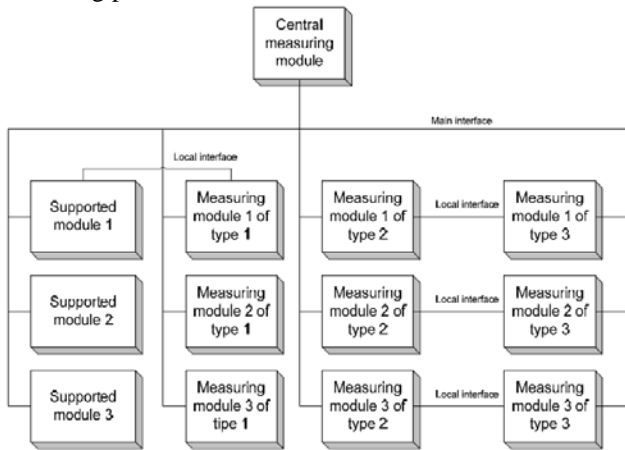 Central
measuring
module
Main interface
Local interface
Supported
module 1
Measuring
module 1 of
type 1
Measuring
module 1 of
type 2
Local interface
Measuring
module 1 of
type 3
Supported
module 2
Measuring
module 2 of
type 1
Measuring
module 2 of
type 2
Local interface
Measuring
module 2 of
type 3
Supported
module 3
Measuring
module 3 of
tipe 1
Measuring
module 3 of
type 2
Local interface
Measuring
module 3 of
type 3